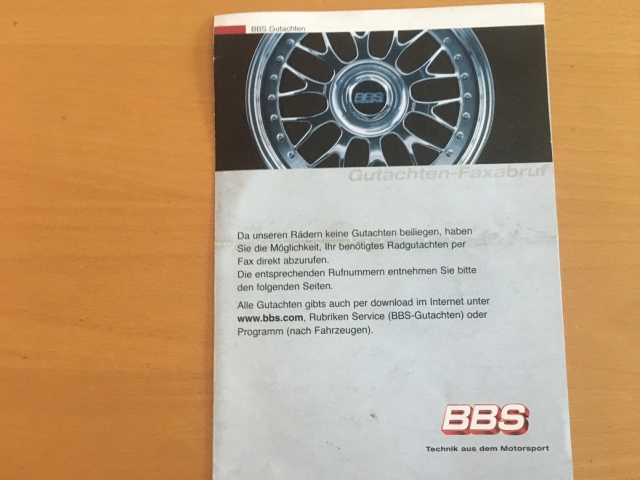 BBS Gutachten
BBS
Gutachten-Faxabruf
Da unseren Rädern keine Gutachten beiliegen, haben
Sie die Möglichkeit, Ihr benötigtes Radgutachten per
Fax direkt abzurufen.
Die entsprechenden Rufnummern entnehmen Sie bitte
den folgenden Seiten.
Alle Gutachten gibts auch per download im Internet unter
www.bbs.com, Rubriken Service (BBS-Gutachten) oder
Programm (nach Fahrzeugen).
BBS
Technik aus dem Motorsport